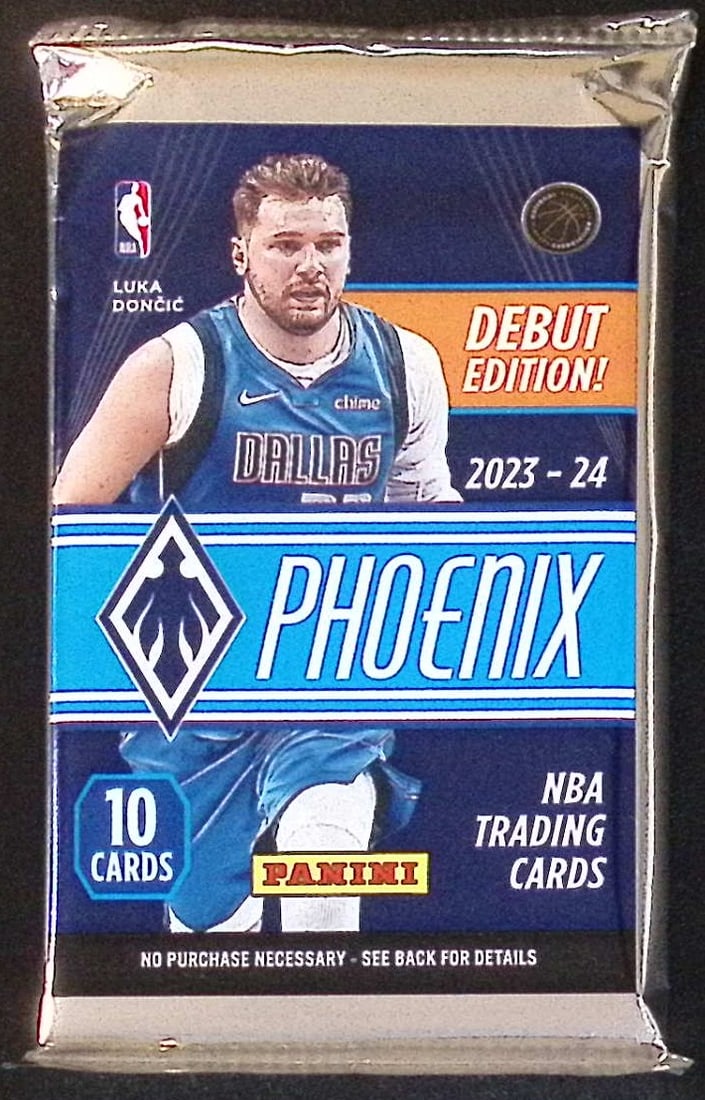 NBA
LUKA
DONČIĆ
DEBUT
EDITION!
chime
DALLAS
2023 - 24
PHOENIX
10
CARDS
NBA
TRADING
CARDS
PANINI
NO PURCHASE NECESSARY - SEE BACK FOR DETAILS